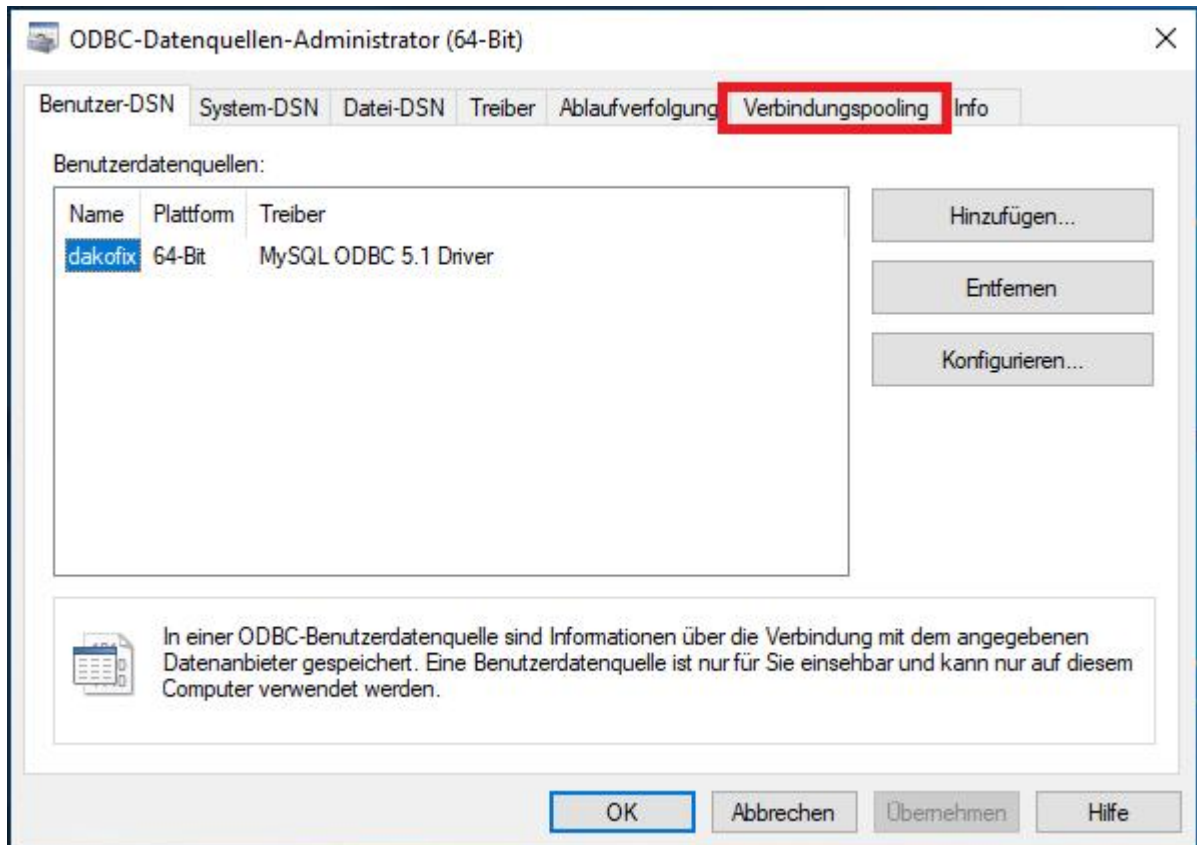 ODBC-Datenquellen-Administrator (64-Bit)
Benutzer-DSN System-DSN Datei-DSN Treiber Ablaufverfolgung Verbindungspooling Info
Benutzerdatenquellen:
Name Plattform Treiber
dakofix 64-Bit MySQL ODBC 5.1 Driver
Hinzufügen...
Entfernen
Konfigurieren...
In einer ODBC-Benutzerdatenquelle sind Informationen über die Verbindung mit dem angegebenen
Datenanbieter gespeichert. Eine Benutzerdatenquelle ist nur für Sie einsehbar und kann nur auf diesem
Computer verwendet werden.
OK Abbrechen Übernehmen Hilfe